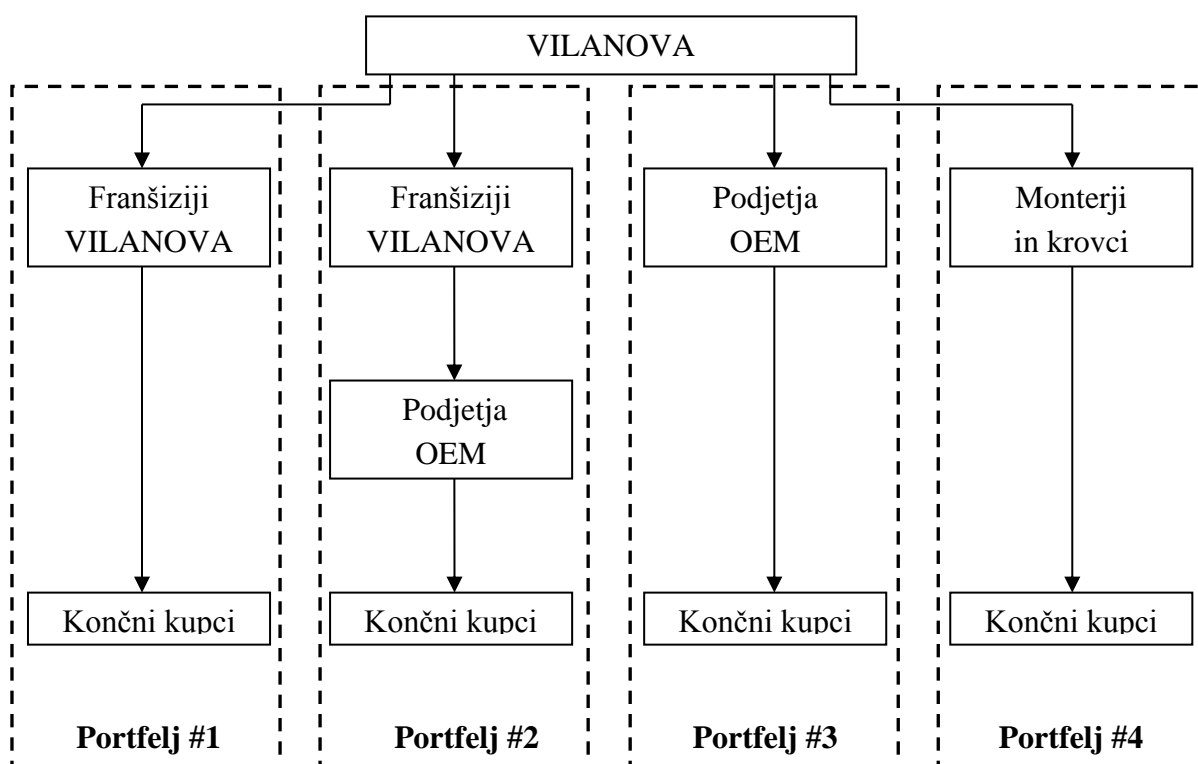 VILANOVA
Franšiziji
VILANOVA
Franšiziji
VILANOVA
Podjetja
OEM
Monterji
in krovci
Podjetja
OEM
Končni kupci
Končni kupci
Končni kupci
Končni kupci
Portfelj #1
Portfelj #2
Portfelj #3
Portfelj #4